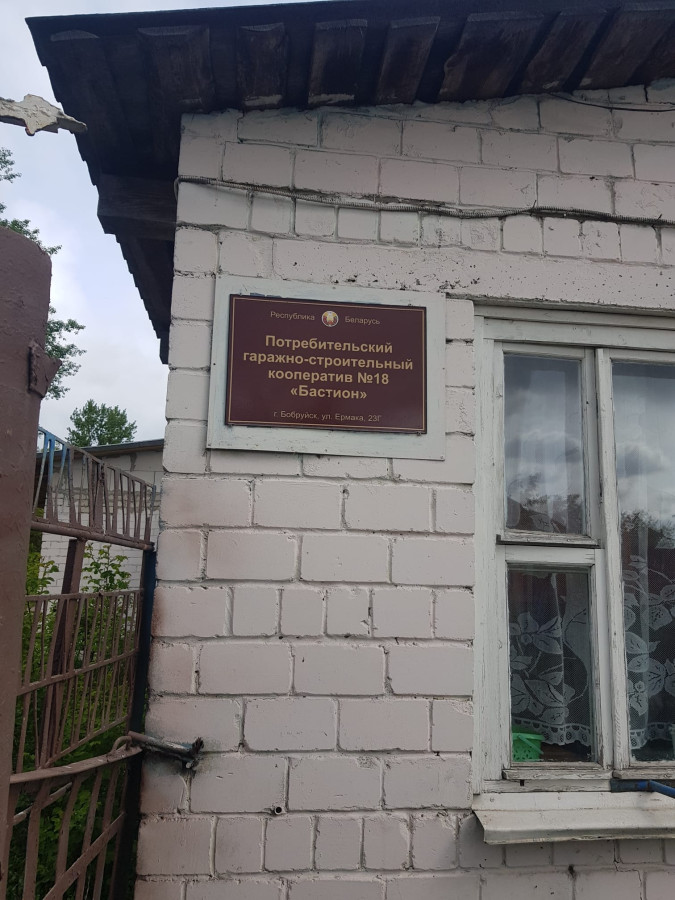 Республика Беларусь
Потребительский
гаражно-строительный
кооператив №18
«Бастион»
г. Бобруйск, ул. Ермака, 23Г